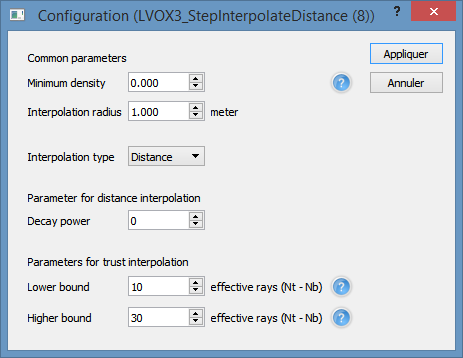 Configuration (LVOX3_StepInterpolateDistance (8))
? ×
Common parameters
Appliquer
Minimum density 0.000 ?
Annuler
Interpolation radius 1.000 meter
Interpolation type Distance
Parameter for distance interpolation
Decay power 0
Parameters for trust interpolation
Lower bound 10 effective rays (Nt - Nb) ?
Higher bound 30 effective rays (Nt - Nb) ?